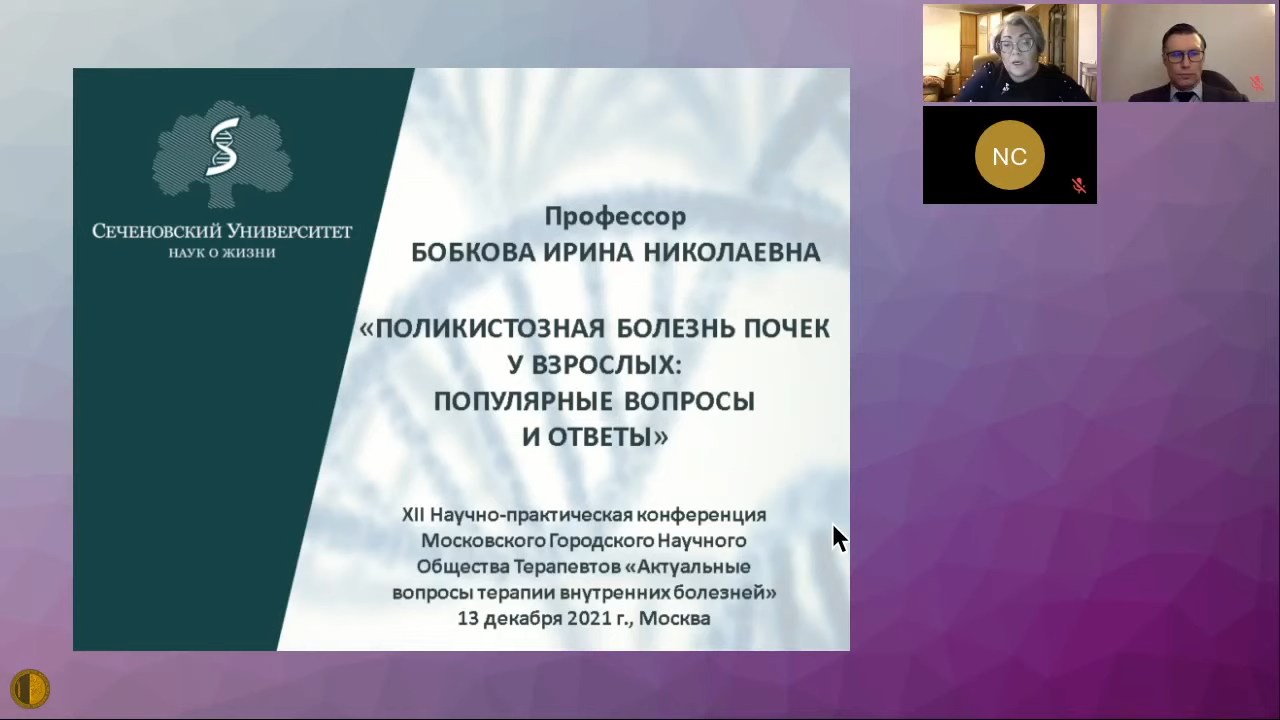 Сеченовский Университет
НАУК О ЖИЗНИ
Профессор
БОБКОВА ИРИНА НИКОЛАЕВНА
«ПОЛИКИСТОЗНАЯ БОЛЕЗНЬ ПОЧЕК
У ВЗРОСЛЫХ:
ПОПУЛЯРНЫЕ ВОПРОСЫ
И ОТВЕТЫ»
XII Научно-практическая конференция
Московского Городского Научного
Общества Терапевтов «Актуальные
вопросы терапии внутренних болезней»
13 декабря 2021 г., Москва
NC